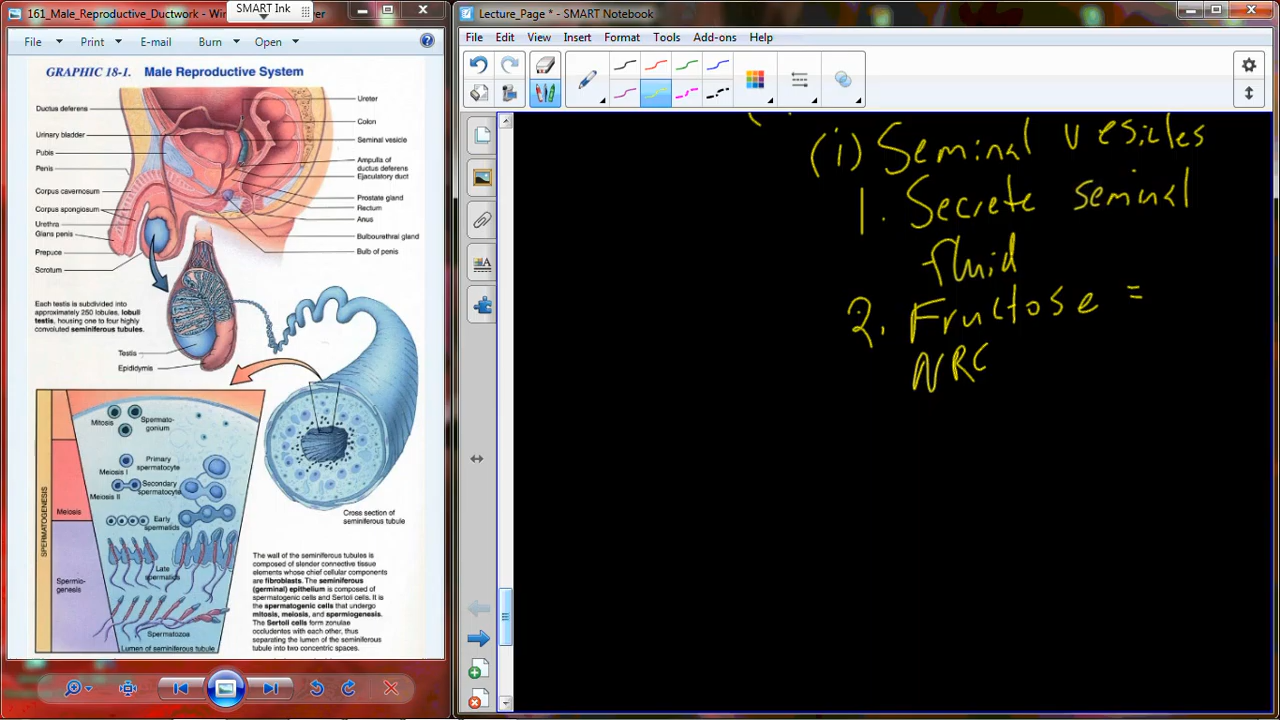 161_Male_Reproductive_Ductwork - Win
SMART Ink
er
File Print E-mail Burn Open
GRAPHIC 18-1. Male Reproductive System
Ductus deferens
Urinary bladder
Pubis
Penis
Corpus cavernosum
Corpus spongiosum
Urethra
Glans penis
Prepuce
Scrotum
Ureter
Colon
Seminal vesicle
Ampulla of
ductus deferens
Ejaculatory duct
Prostate gland
Rectum
Anus
Bulbourethral gland
Bulb of penis
Each testis is subdivided into
approximately 250 lobules, lobuli
testis, housing one to four highly
convoluted seminiferous tubules.
Testis
Epididymis
SPERMATOGENESIS
Meiosis
Spermio-
genesis
Mitosis
Spermato-
gonium
Primary
spermatocyte
Meiosis I
Secondary
spermatocyte
Meiosis II
Early
spermatids
Late
spermatids
Spermatozoa
Lumen of seminiferous tubule
Cross section of
seminiferous tubule
The wall of the seminiferous tubules is
composed of slender connective tissue
elements whose chief cellular components
are fibroblasts. The seminiferous
(germinal) epithelium is composed of
spermatogenic cells and Sertoli cells. It is
the spermatogenic cells that undergo
mitosis, meiosis, and spermiogenesis.
The Sertoli cells form zonulae
occludentes with each other, thus
separating the lumen of the seminiferous
tubule into two concentric spaces.
Lecture_Page * - SMART Notebook
File Edit View Insert Format Tools Add-ons Help
(i) Seminal vesicles
1. Secrete seminal
fluid
2. Fructose =
NRC